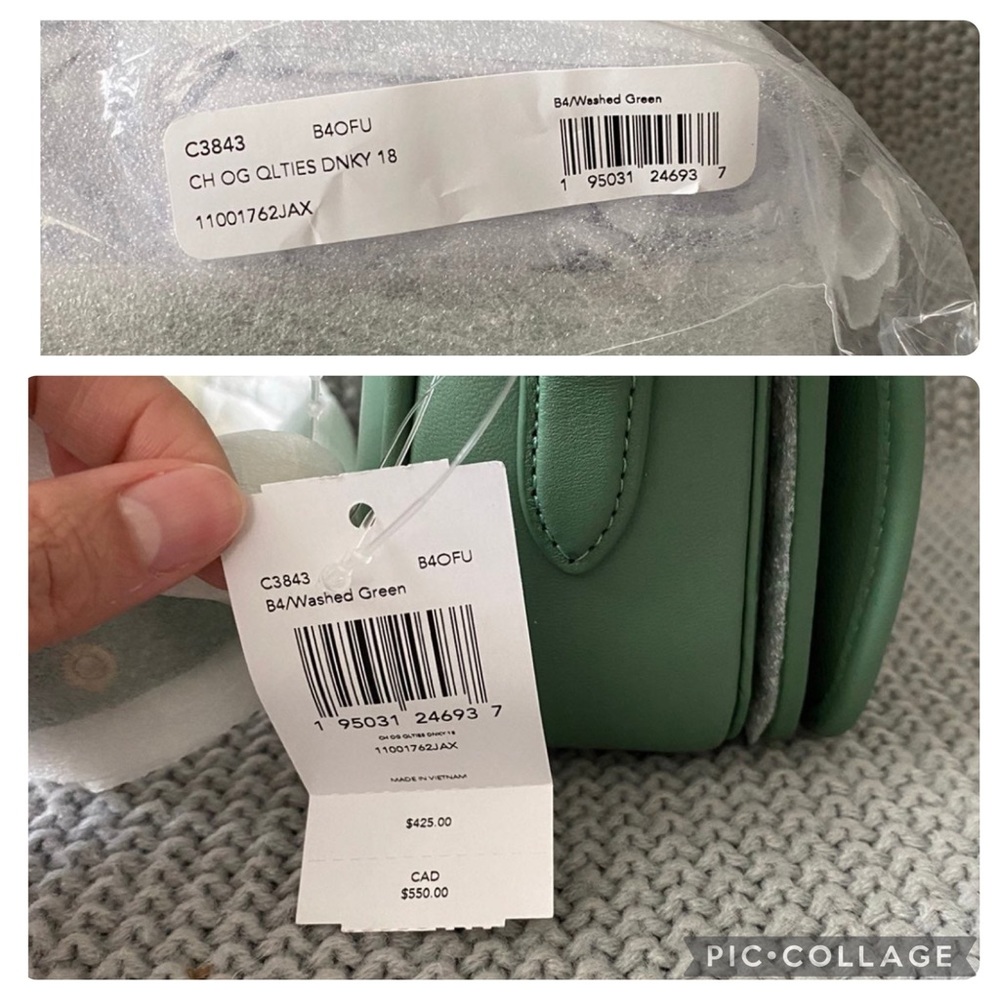 C3843 B4OFU
CH OG QLTIES DNKY 18
11001762JAX
B4/Washed Green
1 95031 24693 7
C3843 B4OFU
B4/Washed Green
1 95031 24693 7
CH OG QLTIES DNKY 18
11001762JAX
MADE IN VIETNAM
$425.00
CAD
$550.00
PIC•COLLAGE